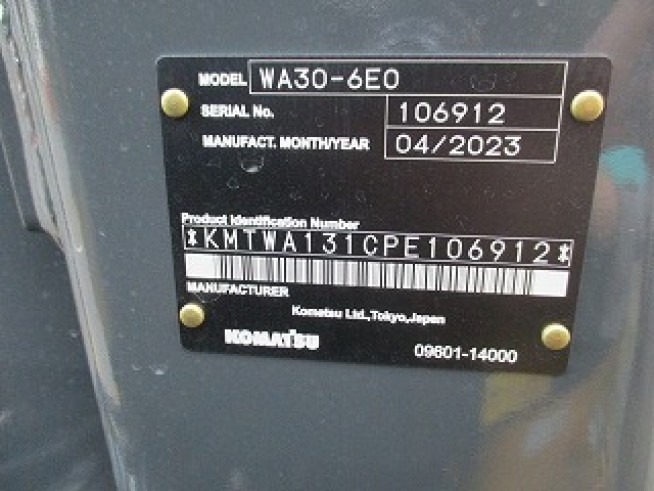 MODEL WA30-6E0
SERIAL No. 106912
MANUFACT. MONTH/YEAR 04/2023
Product Identification Number
*KMTWA131CPE106912*
MANUFACTURER
Komatsu Ltd.,Tokyo,Japan
KOMATSU 09601-14000